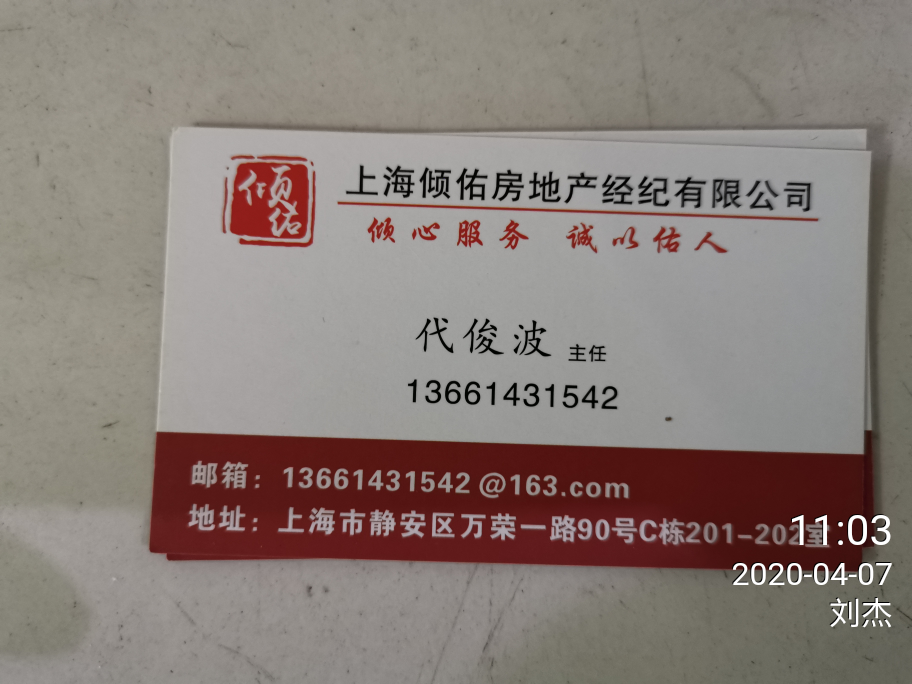 倾佑
上海倾佑房地产经纪有限公司
倾心服务 诚以佑人
代俊波 主任
13661431542
邮箱：13661431542@163.com
地址：上海市静安区万荣一路90号C栋201-202室
11:03
2020-04-07
刘杰